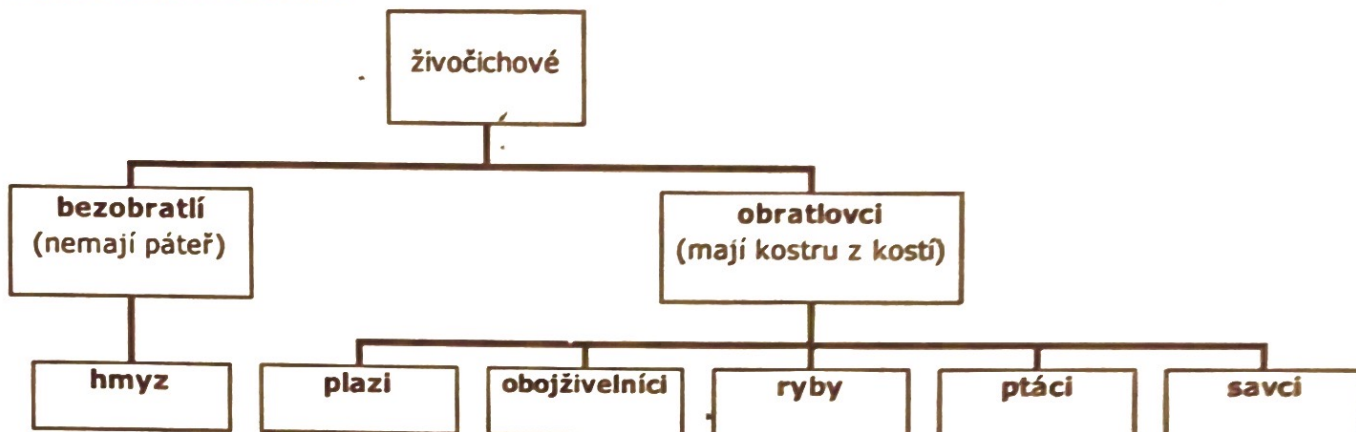 živočichové
bezobratlí
(nemají páteř)
obratlovci
(mají kostru z kostí)
hmyz
plazi
obojživelníci
ryby
ptáci
savci